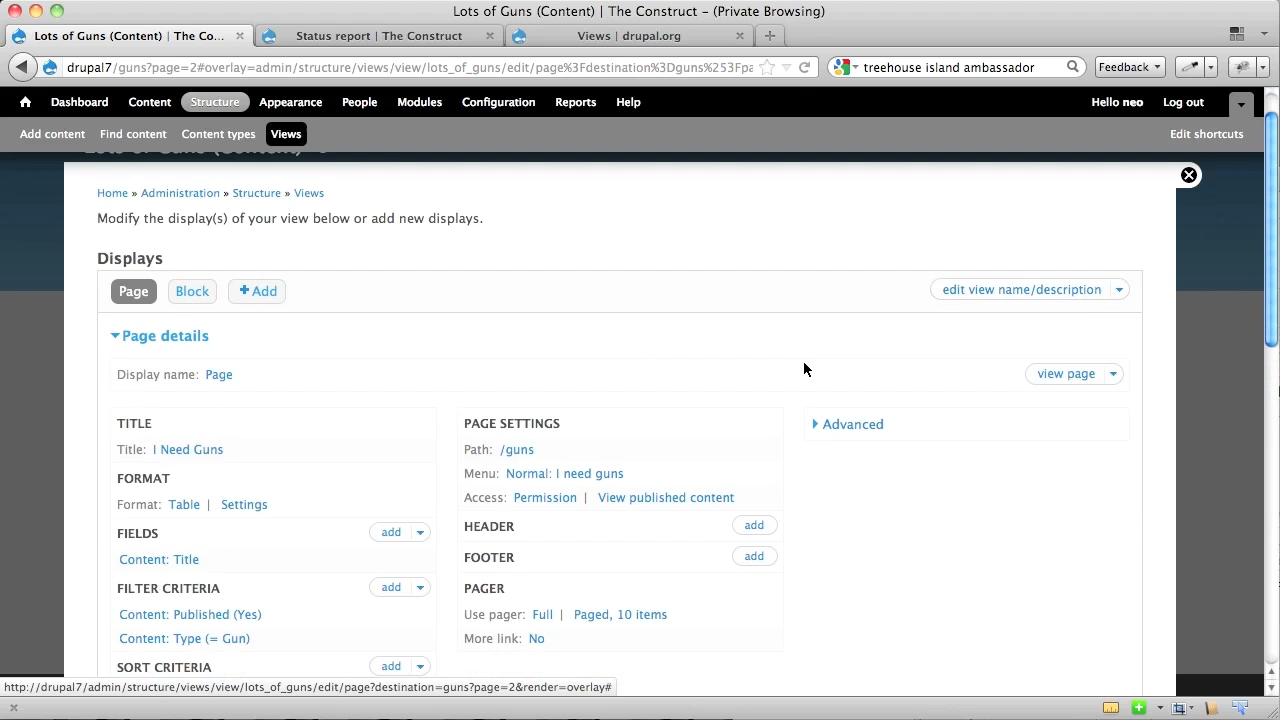 Lots of Guns (Content) | The Construct – (Private Browsing)
Lots of Guns (Content) | The Co... Status report | The Construct Views | drupal.org
drupal7/guns?page=2#overlay=admin/structure/views/view/lots_of_guns/edit/page%3Fdestination%3Dguns%253Fpa treehouse island ambassador Feedback
Dashboard Content Structure Appearance People Modules Configuration Reports Help Hello neo Log out
Add content Find content Content types Views Edit shortcuts
Lots of Guns (Content)
Home » Administration » Structure » Views
Modify the display(s) of your view below or add new displays.
Displays
Page Block + Add edit view name/description
Page details
Display name: Page view page
TITLE
Title: I Need Guns
FORMAT
Format: Table | Settings
FIELDS add
Content: Title
FILTER CRITERIA add
Content: Published (Yes)
Content: Type (= Gun)
SORT CRITERIA add
PAGE SETTINGS
Path: /guns
Menu: Normal: I need guns
Access: Permission | View published content
HEADER add
FOOTER add
PAGER
Use pager: Full | Paged, 10 items
More link: No
Advanced
http://drupal7/admin/structure/views/view/lots_of_guns/edit/page?destination=guns?page=2&render=overlay#